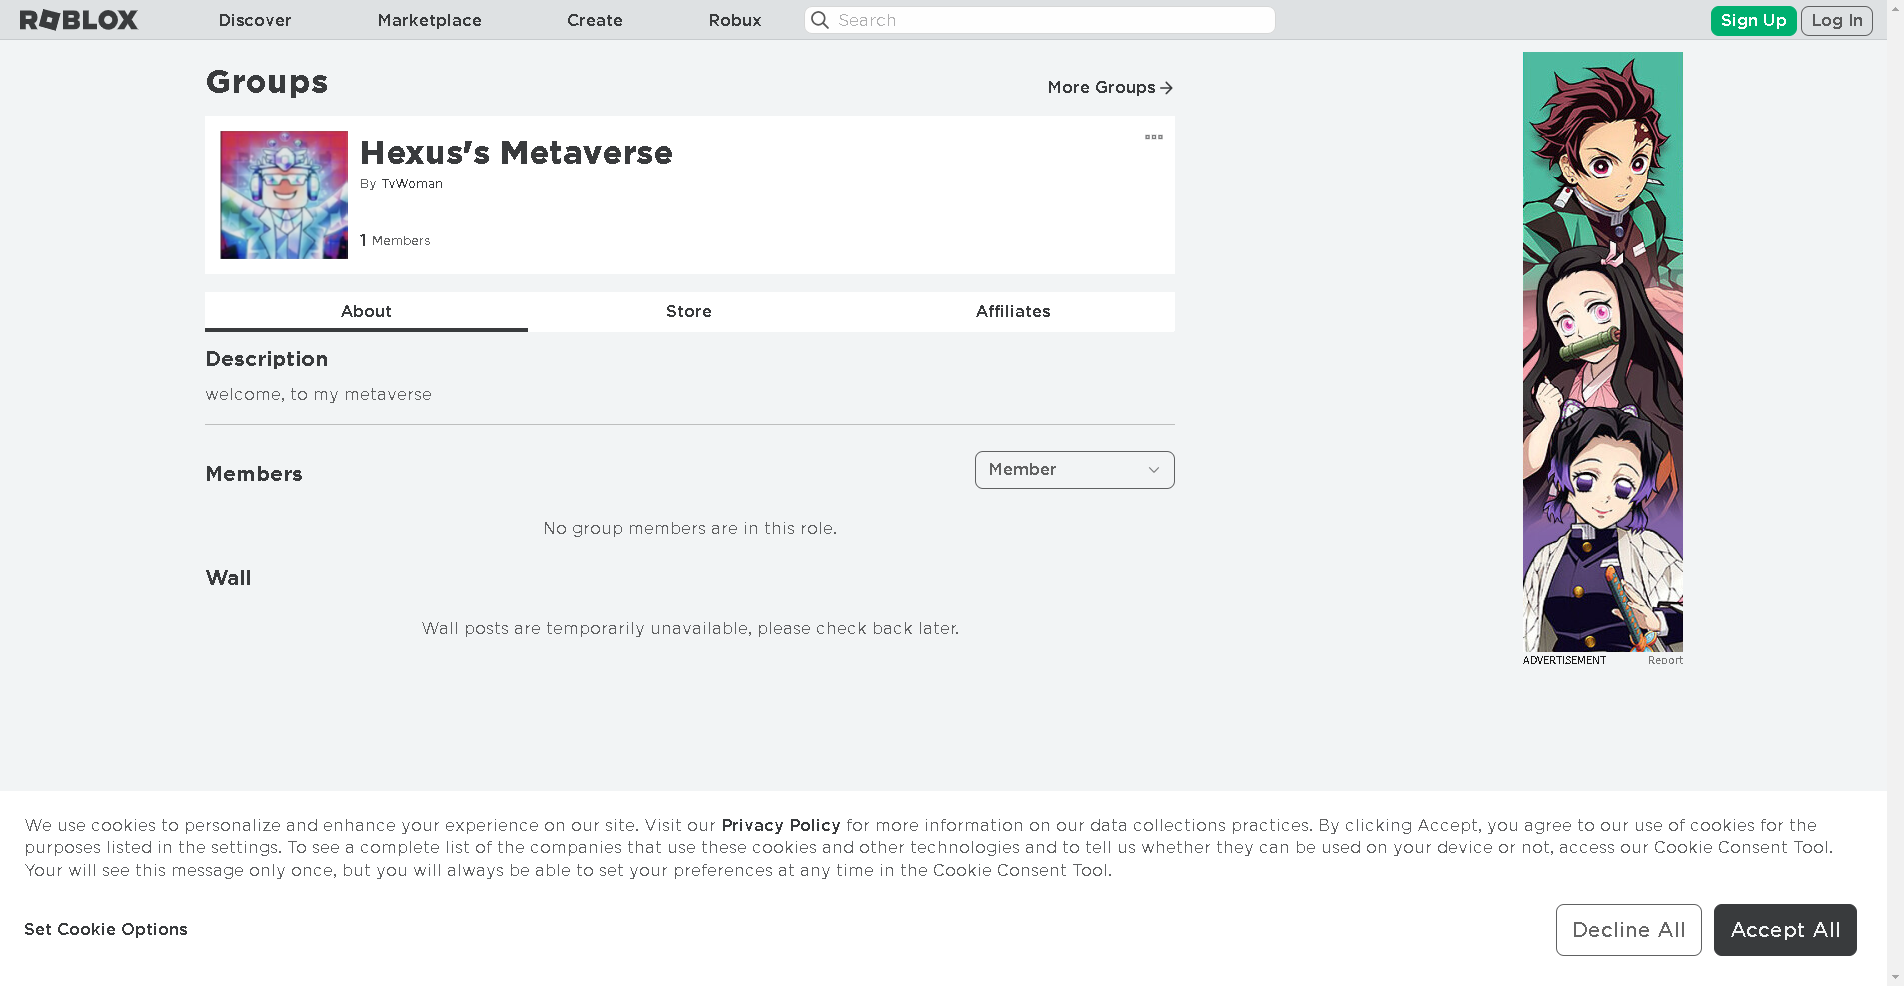 ROBLOX
Discover
Marketplace
Create
Robux
Search
Sign Up
Log In
Groups
More Groups
Hexus's Metaverse
By TvWoman
1 Members
About
Store
Affiliates
Description
welcome, to my metaverse
Members
Member
No group members are in this role.
Wall
Wall posts are temporarily unavailable, please check back later.
ADVERTISEMENT
Report
We use cookies to personalize and enhance your experience on our site. Visit our Privacy Policy for more information on our data collections practices. By clicking Accept, you agree to our use of cookies for the
purposes listed in the settings. To see a complete list of the companies that use these cookies and other technologies and to tell us whether they can be used on your device or not, access our Cookie Consent Tool.
Your will see this message only once, but you will always be able to set your preferences at any time in the Cookie Consent Tool.
Set Cookie Options
Decline All
Accept All